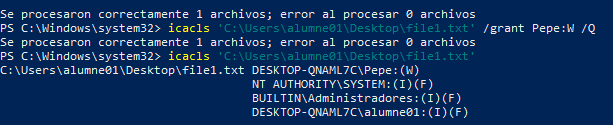 Se procesaron correctamente 1 archivos; error al procesar 0 archivos
PS C:\Windows\system32> icacls 'C:\Users\alumne01\Desktop\file1.txt' /grant Pepe:W /Q
Se procesaron correctamente 1 archivos; error al procesar 0 archivos
PS C:\Windows\system32> icacls 'C:\Users\alumne01\Desktop\file1.txt'
C:\Users\alumne01\Desktop\file1.txt DESKTOP-QNAML7C\Pepe:(W)
NT AUTHORITY\SYSTEM:(I)(F)
BUILTIN\Administradores:(I)(F)
DESKTOP-QNAML7C\alumne01:(I)(F)